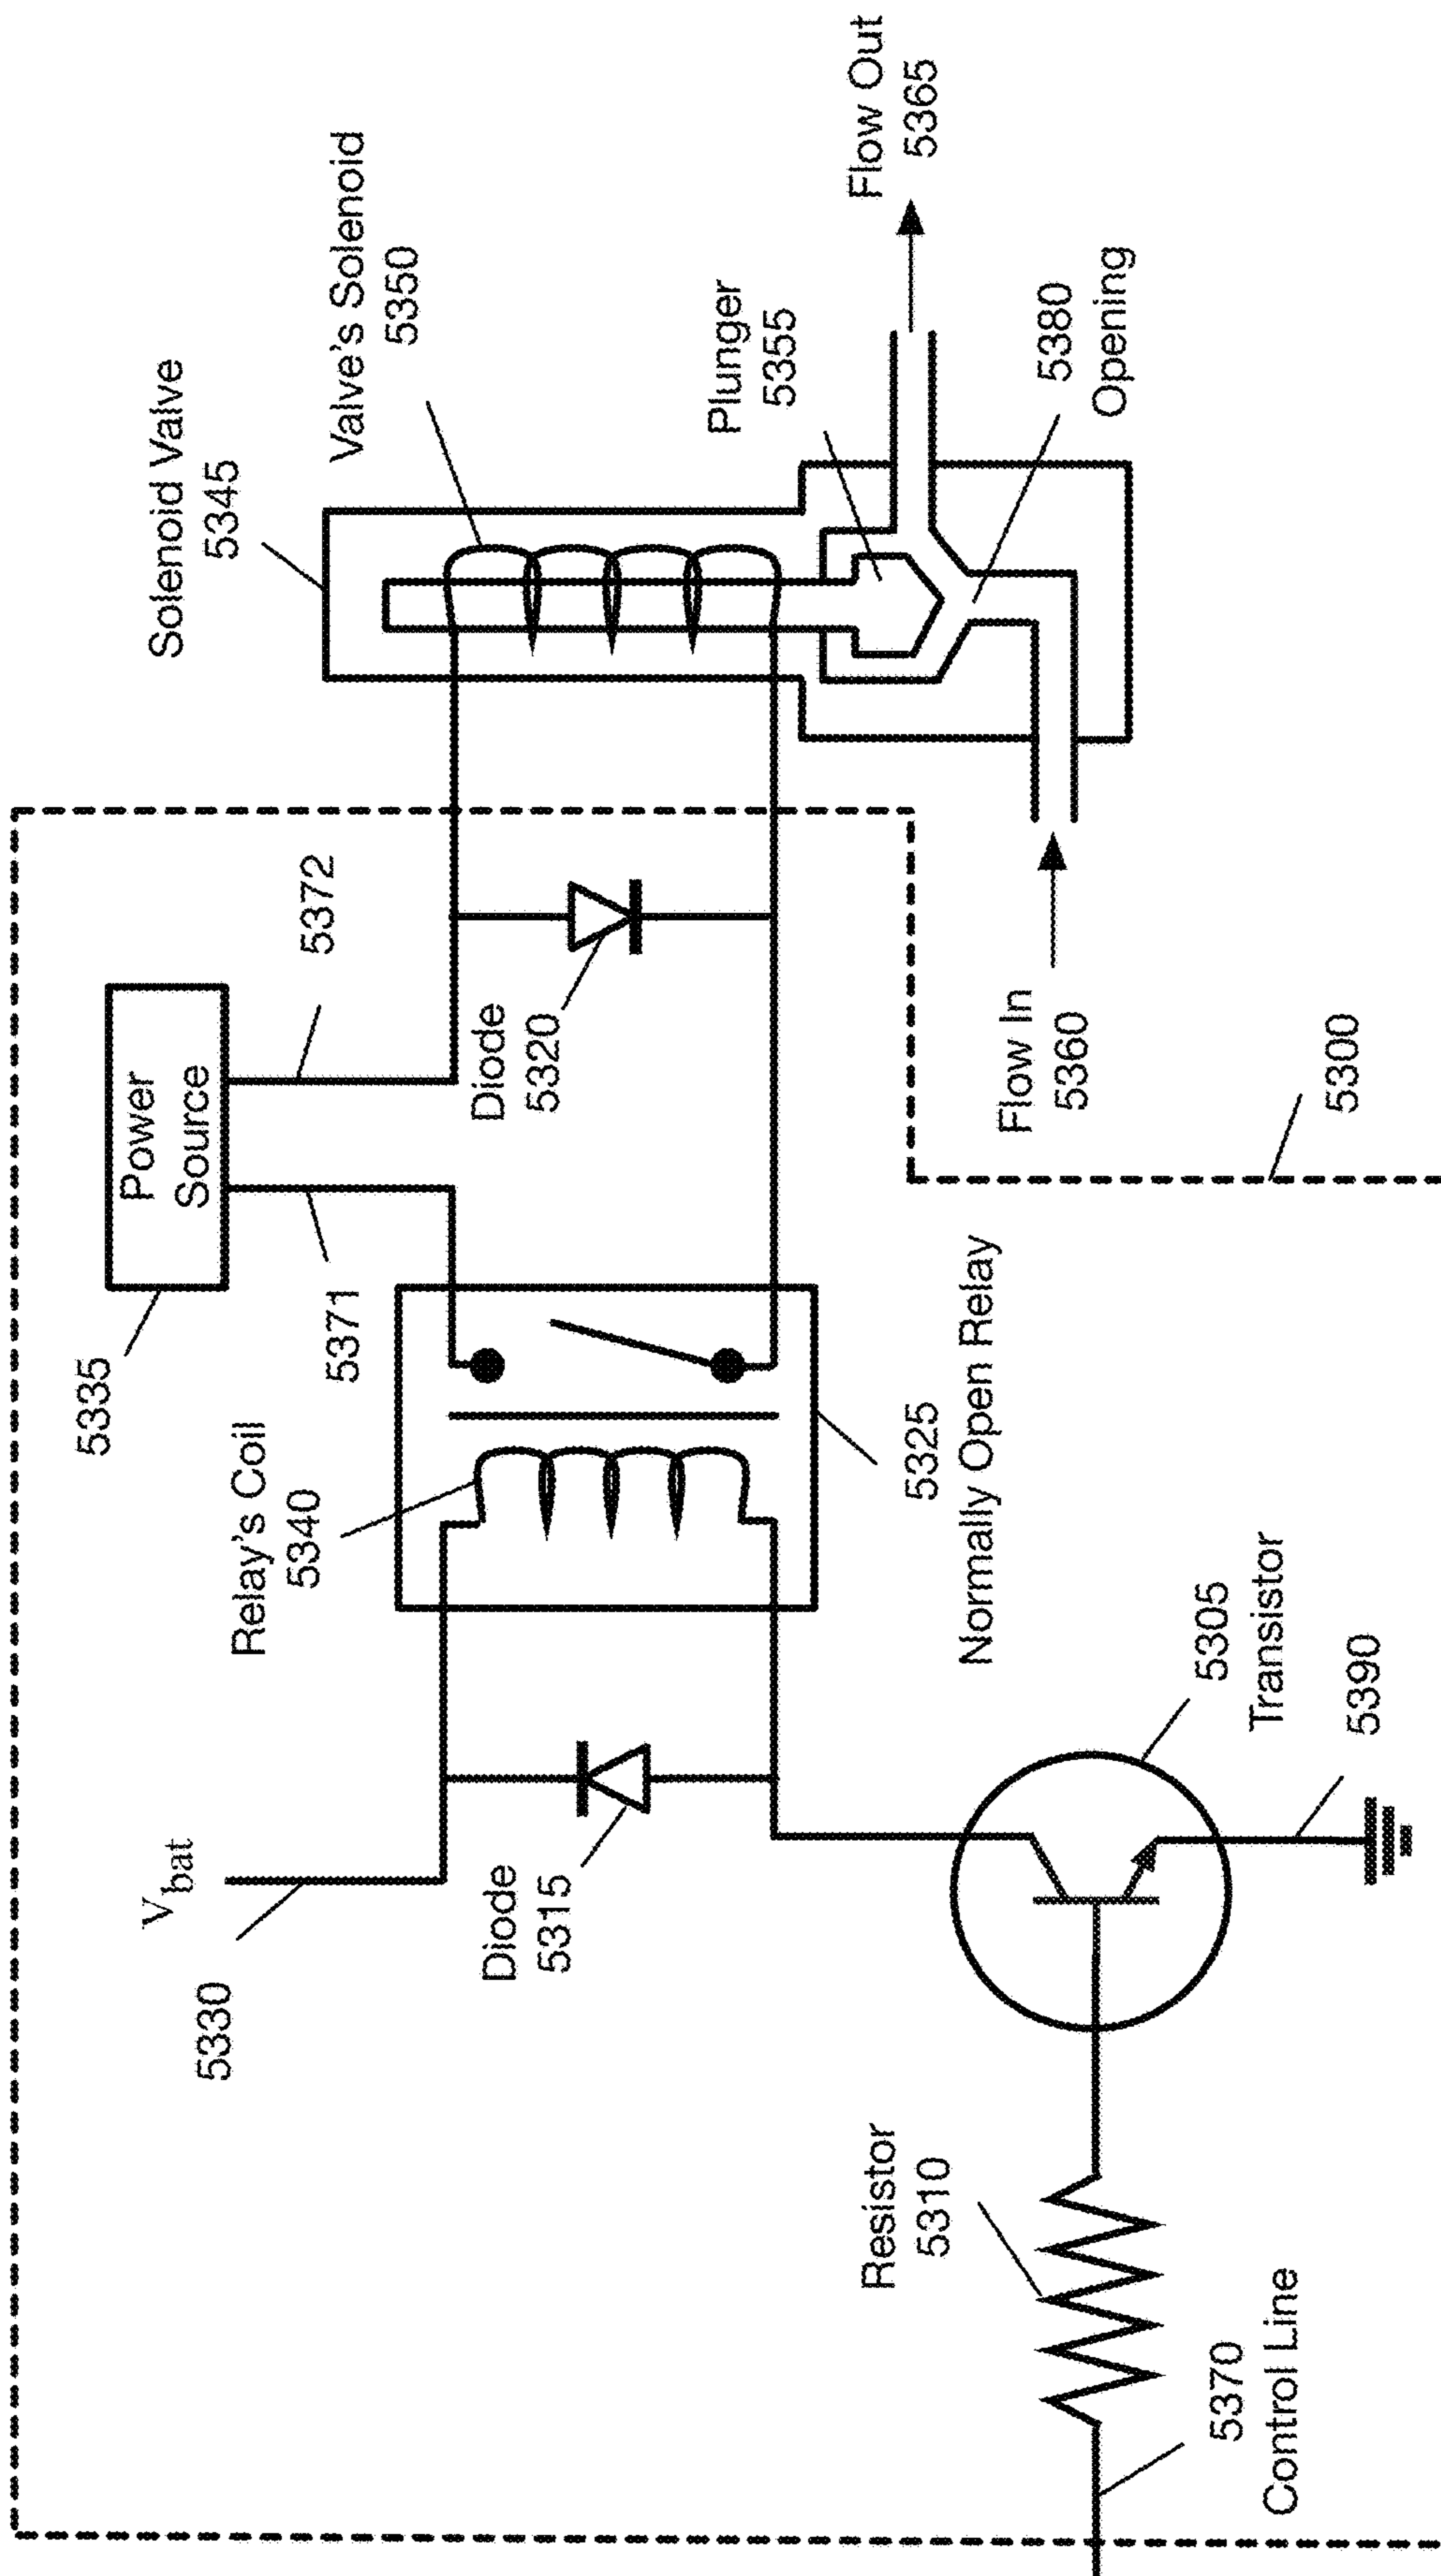 Solenoid Valve
5345
Valve's Solenoid
5350
Flow Out
5365
Plunger
5355
5380
Opening
Power
Source
5372
5335
5371
Diode
5320
Flow In
5360
5300
Relay's Coil
5340
5325
Normally Open Relay
Vbat
5330
Diode
5315
5305
Transistor
5390
Resistor
5310
5370
Control Line